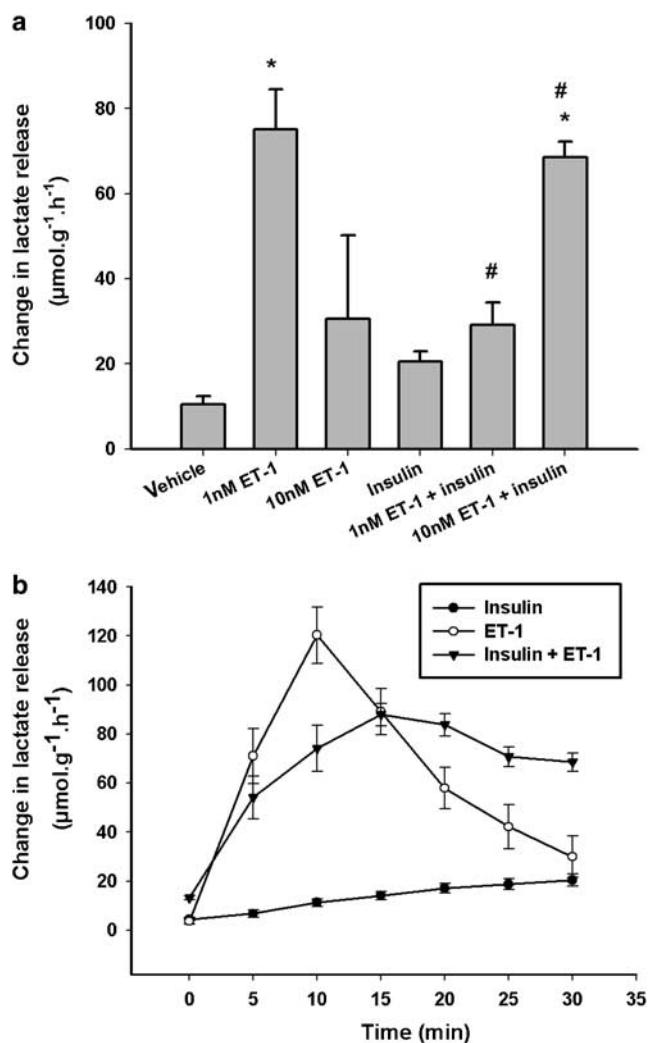 a
Change in lactate release
(µmol.g⁻¹.h⁻¹)
100
80
60
40
20
0
*
#
#
*
Vehicle
1nM ET-1
10nM ET-1
Insulin
1nM ET-1 + insulin
10nM ET-1 + insulin
b
Change in lactate release
(µmol.g⁻¹.h⁻¹)
140
120
100
80
60
40
20
0
Insulin
ET-1
Insulin + ET-1
0 5 10 15 20 25 30 35
Time (min)